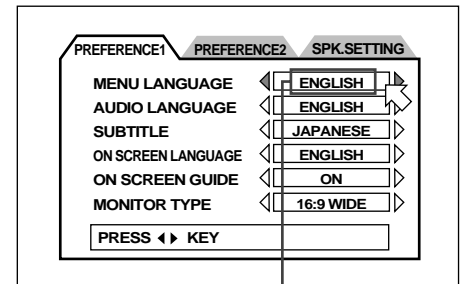 PREFERENCE1 PREFERENCE2 SPK.SETTING
MENU LANGUAGE ENGLISH
AUDIO LANGUAGE ENGLISH
SUBTITLE JAPANESE
ON SCREEN LANGUAGE ENGLISH
ON SCREEN GUIDE ON
MONITOR TYPE 16:9 WIDE
PRESS KEY